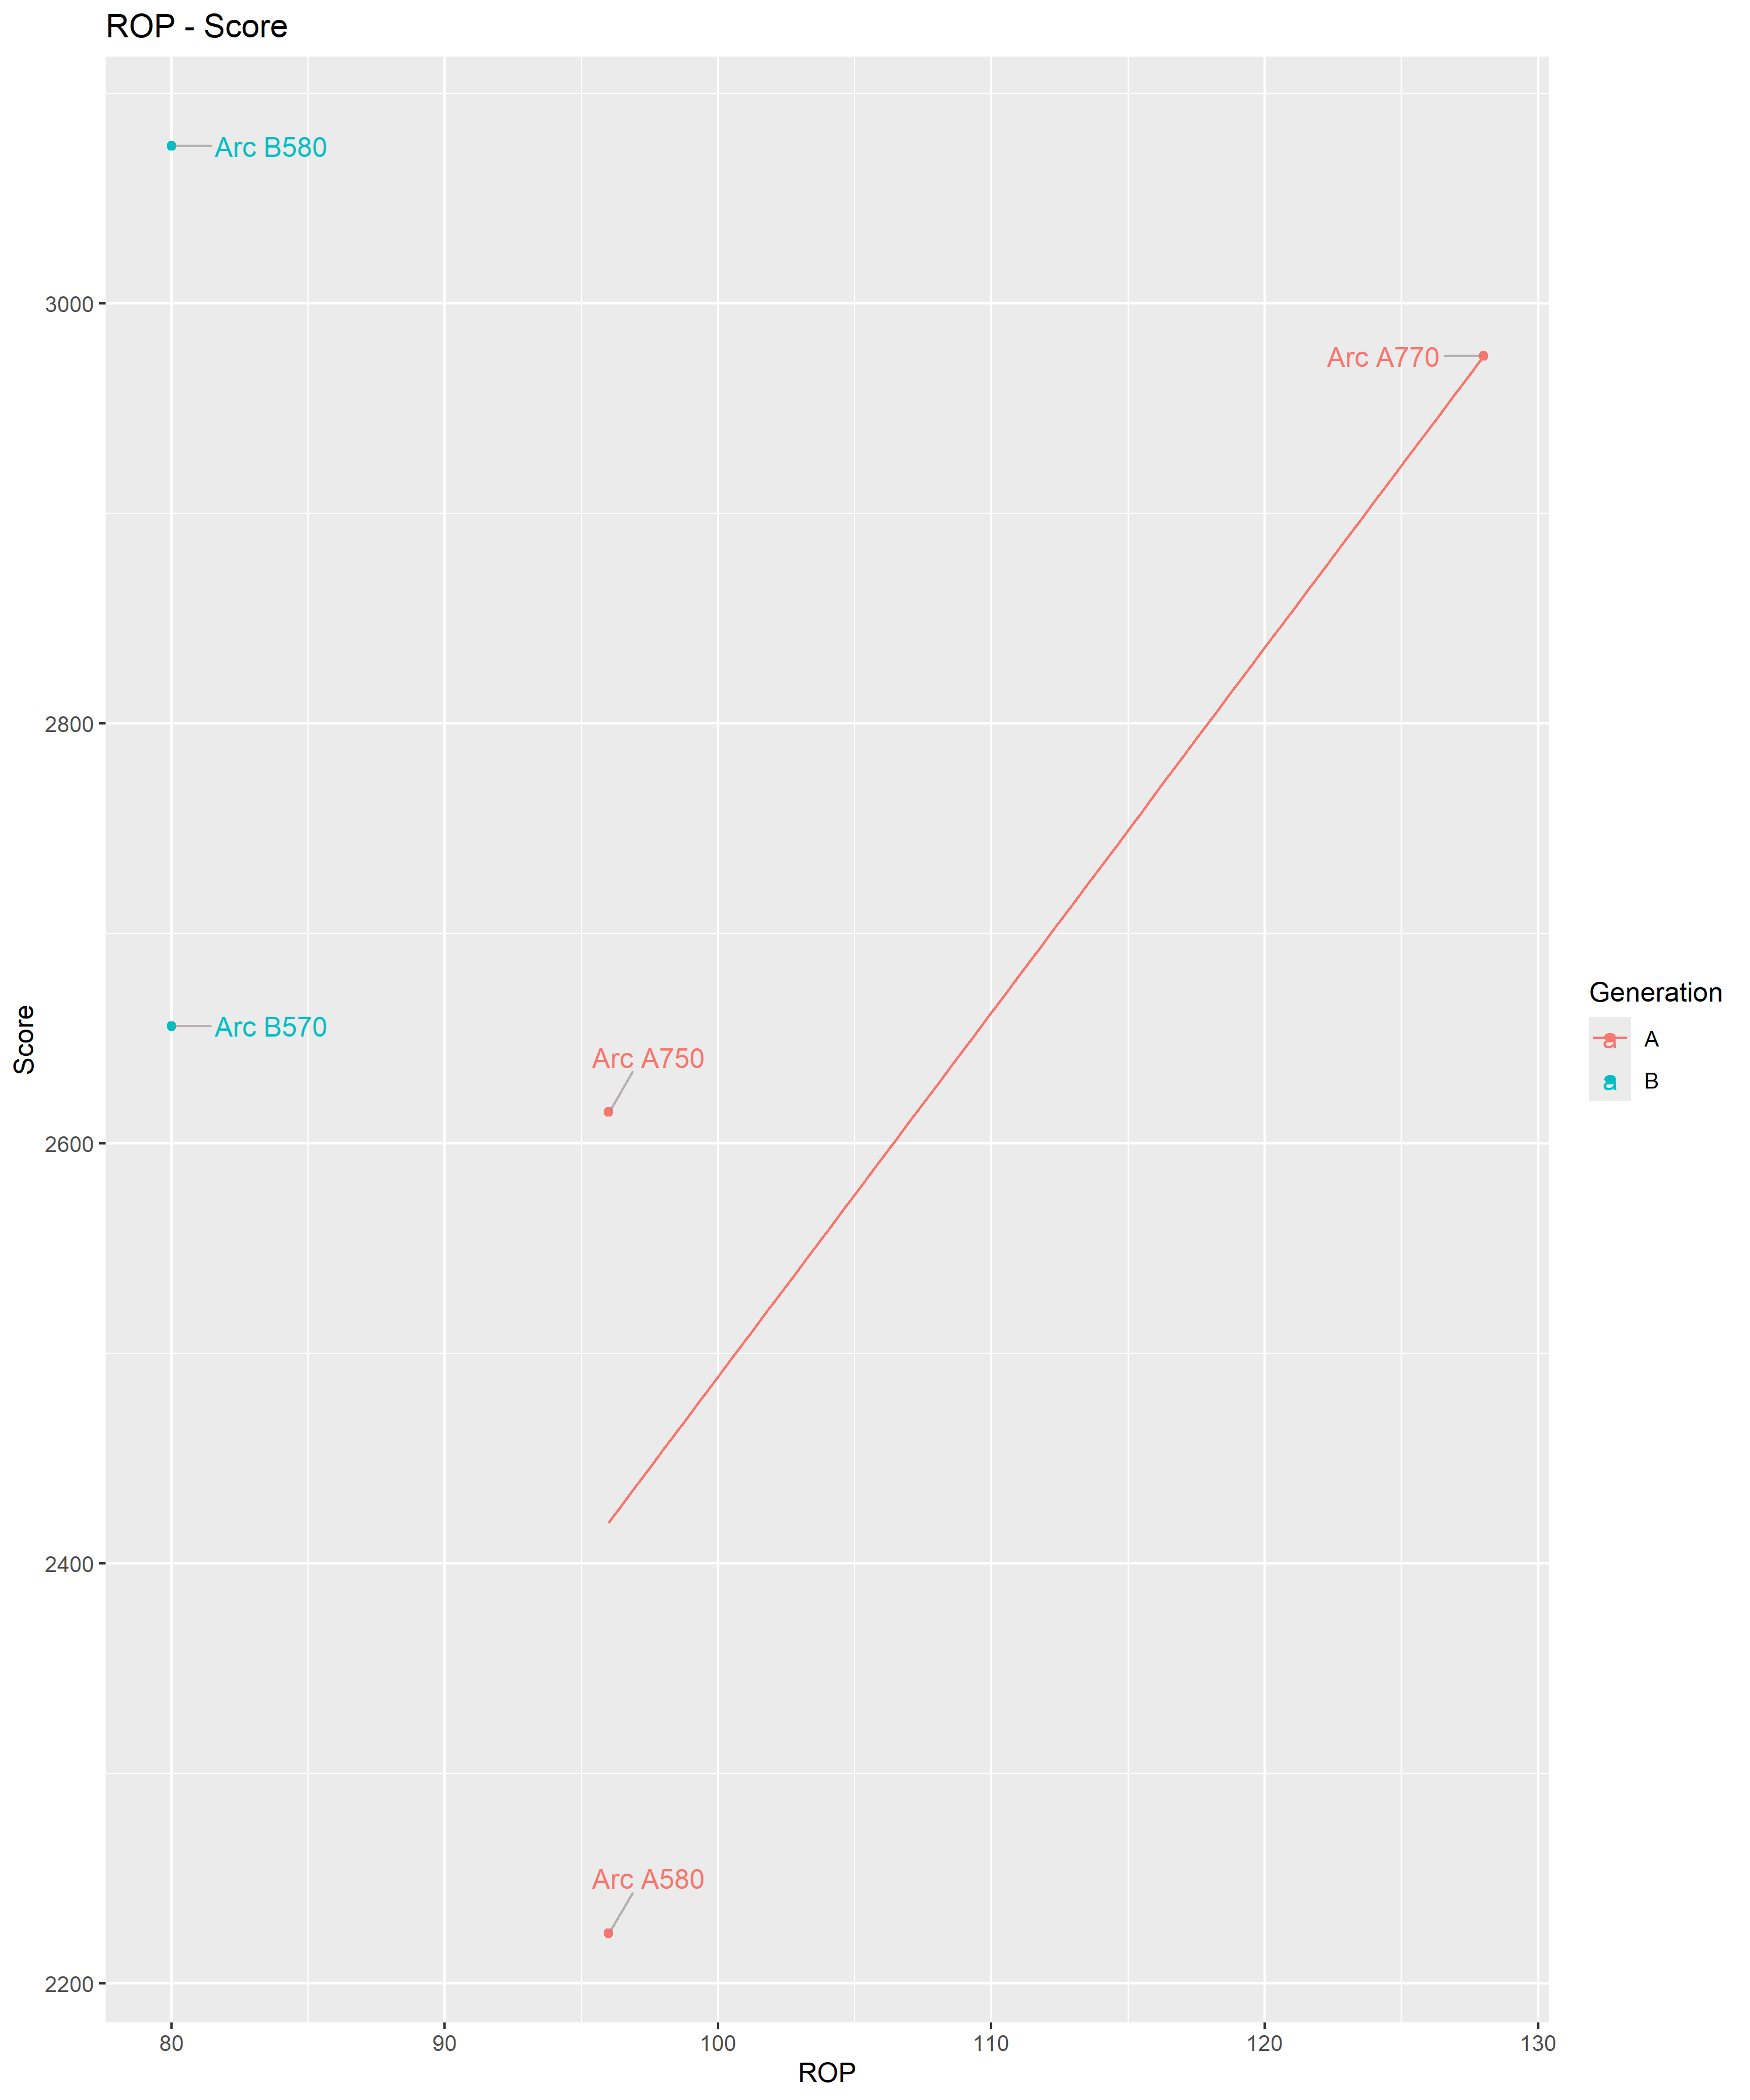 ROP - Score
Arc B580
3000
Arc A770
2800
Generation
a A
a B
Score
Arc B570
Arc A750
2600
2400
Arc A580
2200
80 90 100 110 120 130
ROP